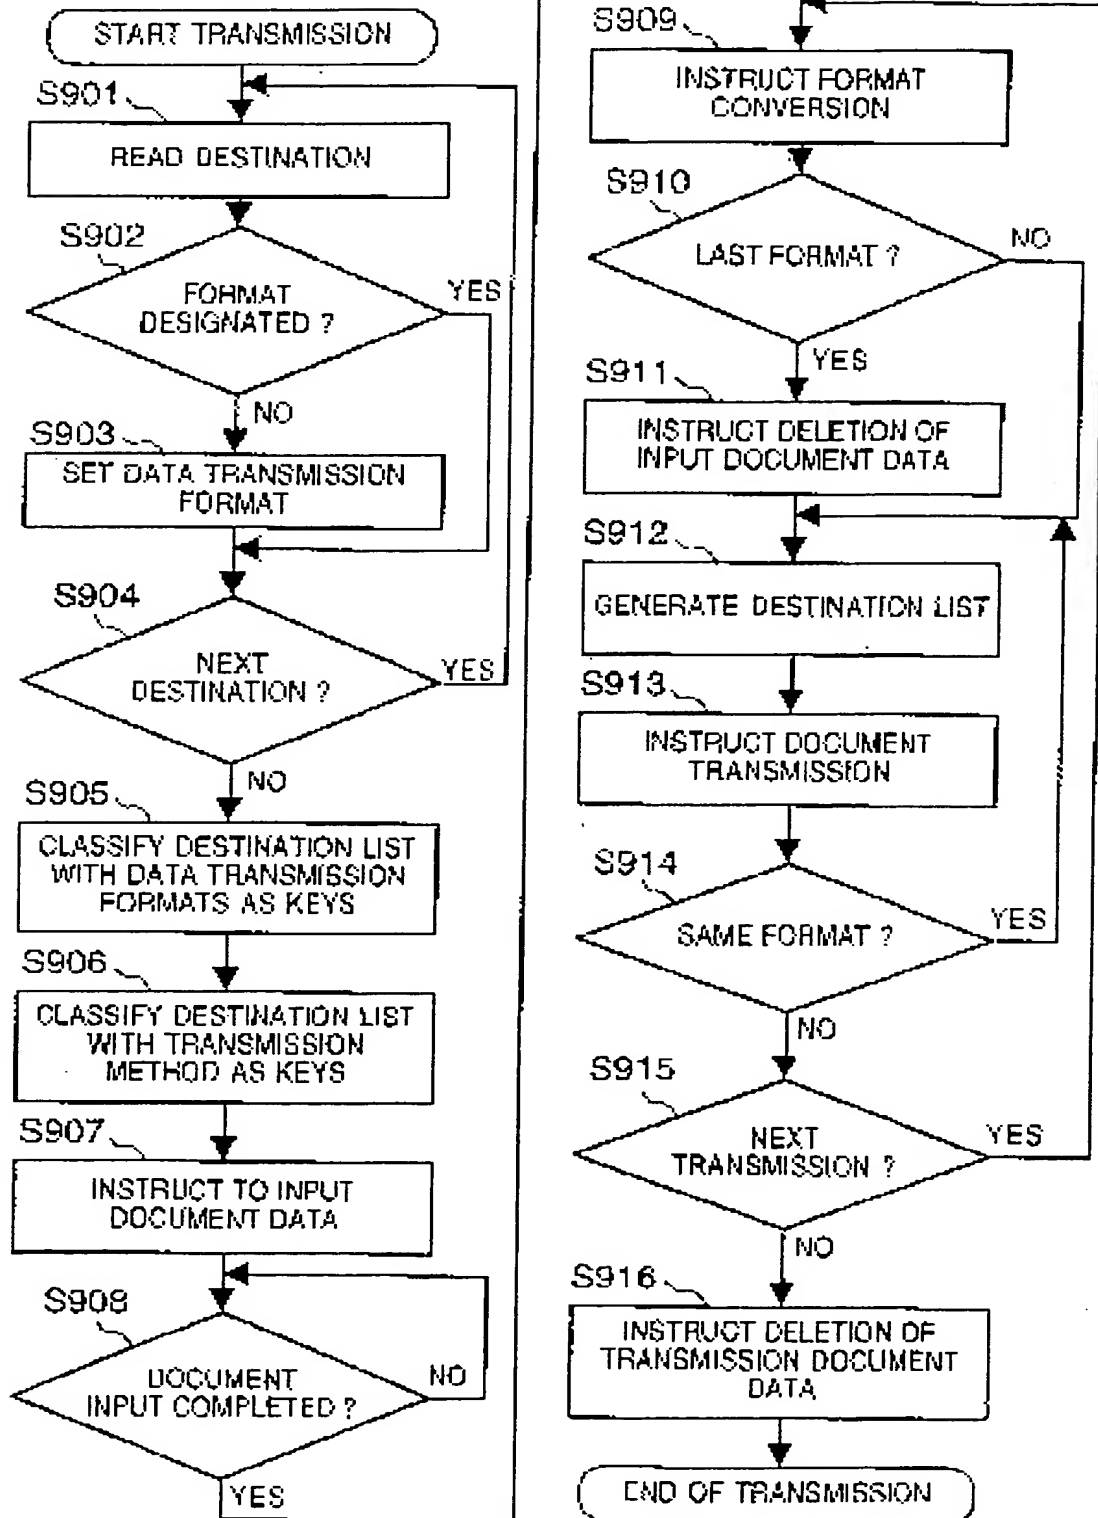 START TRANSMISSION
S901
READ DESTINATION
S902
FORMAT
DESIGNATED ?
YES
NO
S903
SET DATA TRANSMISSION
FORMAT
S904
NEXT
DESTINATION ?
YES
NO
S905
CLASSIFY DESTINATION LIST
WITH DATA TRANSMISSION
FORMATS AS KEYS
S906
CLASSIFY DESTINATION LIST
WITH TRANSMISSION
METHOD AS KEYS
S907
INSTRUCT TO INPUT
DOCUMENT DATA
S908
DOCUMENT
INPUT COMPLETED ?
NO
YES
S909
INSTRUCT FORMAT
CONVERSION
S910
LAST FORMAT ?
NO
YES
S911
INSTRUCT DELETION OF
INPUT DOCUMENT DATA
S912
GENERATE DESTINATION LIST
S913
INSTRUCT DOCUMENT
TRANSMISSION
S914
SAME FORMAT ?
YES
NO
S915
NEXT
TRANSMISSION ?
YES
NO
S916
INSTRUCT DELETION OF
TRANSMISSION DOCUMENT
DATA
END OF TRANSMISSION